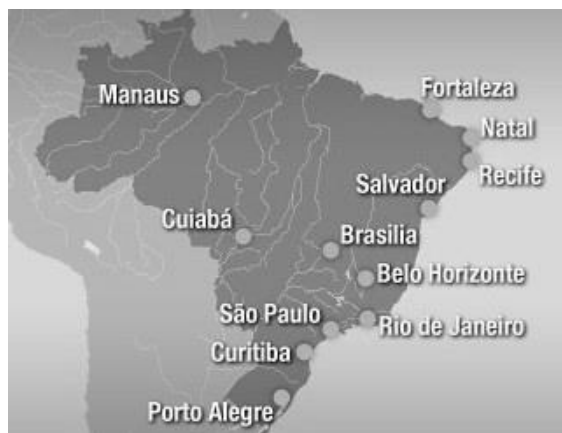 Manaus
Fortaleza
Natal
Recife
Salvador
Cuiabá
Brasilia
Belo Horizonte
São Paulo
Rio de Janeiro
Curitiba
Porto Alegre